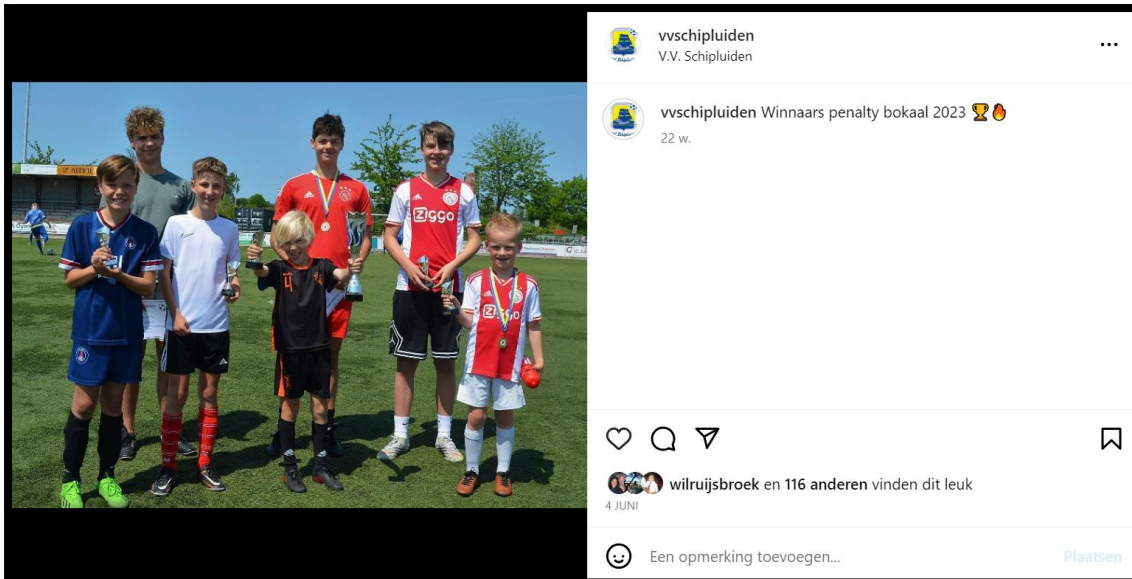 vvschipluiden
V.V. Schipluiden
vvschipluiden Winnaars penalty bokaal 2023 🏆🔥
22 w.
ZIGGO
ZIGGO
4
wilruijsbroek en 116 anderen vinden dit leuk
4 JUNI
Een opmerking toevoegen...
Plaatsen